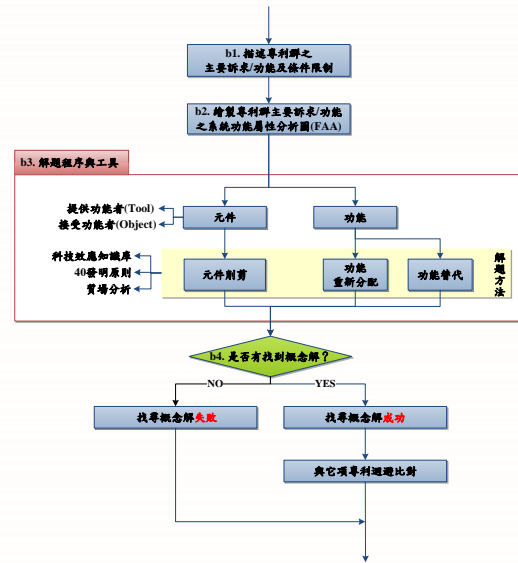 b1. 描述專利群之
主要訴求/功能及條件限制
b2. 繪製專利群主要訴求/功能
之系統功能屬性分析圖(FAA)
b3. 解題程序與工具
提供功能者(Tool)
接受功能者(Object)
元件
功能
科技效應知識庫
40發明原則
質場分析
元件削剪
功能
重新分配
功能替代
解題方法
b4. 是否有找到概念解？
NO
YES
找尋概念解失敗
找尋概念解成功
與它項專利迴避比對